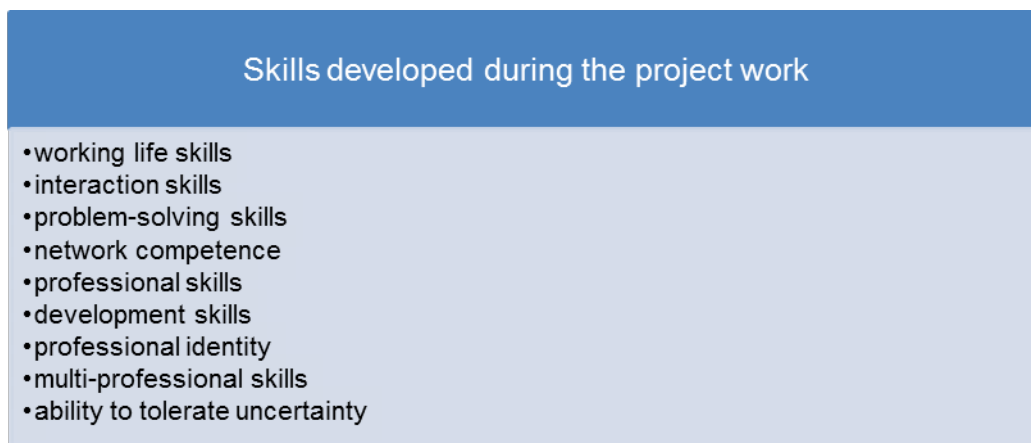 Skills developed during the project work
•working life skills
•interaction skills
•problem-solving skills
•network competence
•professional skills
•development skills
•professional identity
•multi-professional skills
•ability to tolerate uncertainty